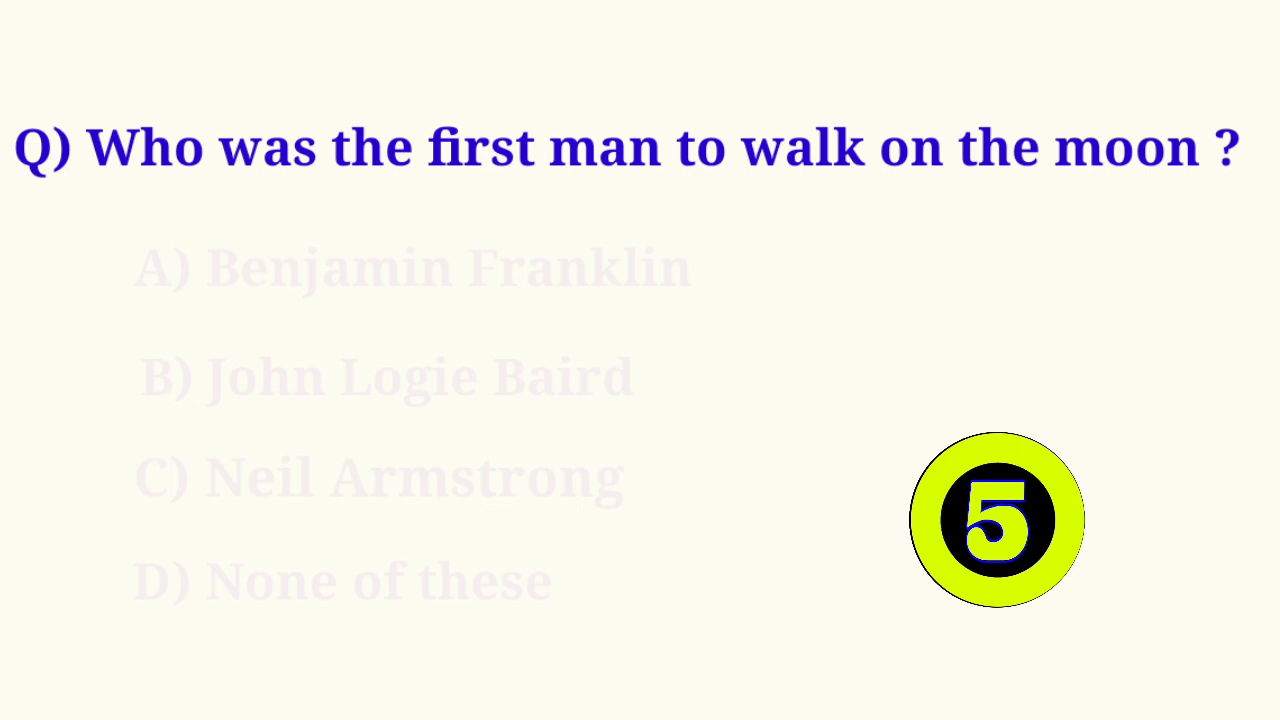 Q) Who was the first man to walk on the moon ?
A) Benjamin Franklin
B) John Logie Baird
C) Neil Armstrong
D) None of these
5